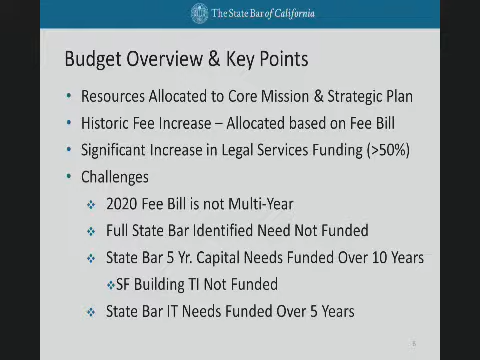 The State Bar of California
Budget Overview & Key Points
• Resources Allocated to Core Mission & Strategic Plan
• Historic Fee Increase – Allocated based on Fee Bill
• Significant Increase in Legal Services Funding (>50%)
• Challenges
❖ 2020 Fee Bill is not Multi-Year
❖ Full State Bar Identified Need Not Funded
❖ State Bar 5 Yr. Capital Needs Funded Over 10 Years
❖SF Building TI Not Funded
❖ State Bar IT Needs Funded Over 5 Years